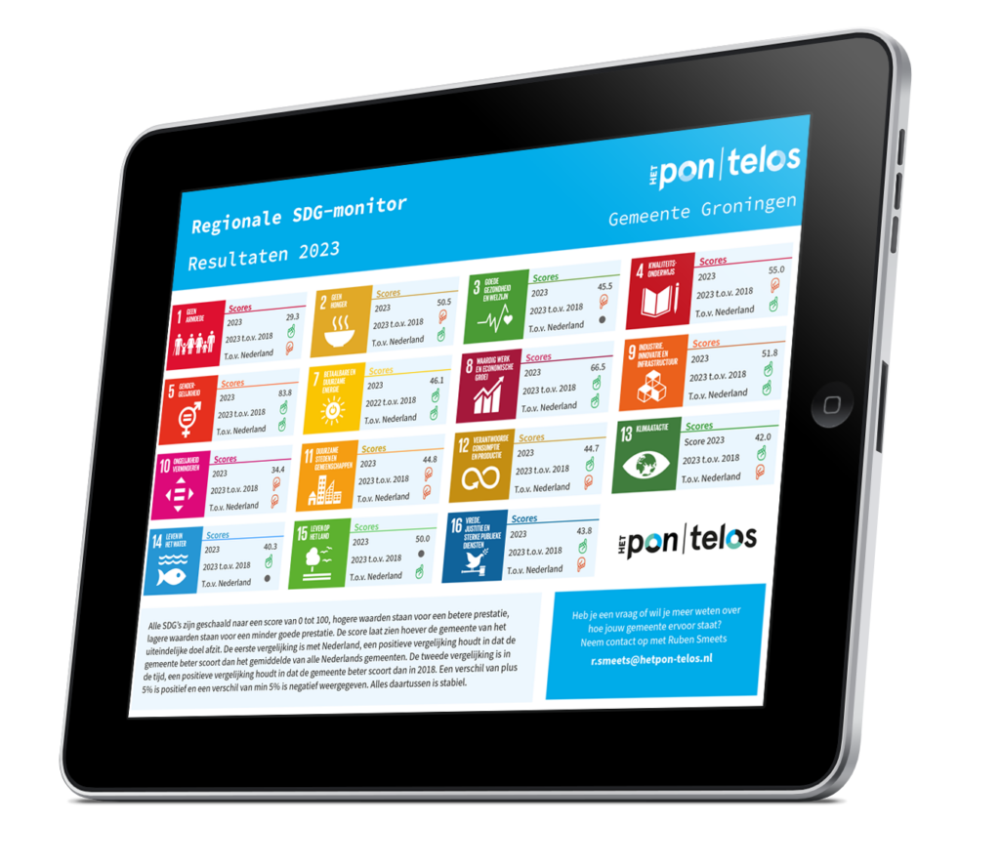 HET pon|telos
Regionale SDG-monitor
Gemeente Groningen
Resultaten 2023
1 GEEN ARMOEDE
Scores
2023 29.3
2023 t.o.v. 2018
T.o.v. Nederland
2 GEEN HONGER
Scores
2023 50.5
2023 t.o.v. 2018
T.o.v. Nederland
3 GOEDE GEZONDHEID EN WELZIJN
Scores
2023 45.5
2023 t.o.v. 2018
T.o.v. Nederland
4 KWALITEITS-ONDERWIJS
Scores
2023 55.0
2023 t.o.v. 2018
T.o.v. Nederland
5 GENDER-GELIJKHEID
Scores
2023 83.8
2023 t.o.v. 2018
T.o.v. Nederland
7 BETAALBARE EN DUURZAME ENERGIE
Scores
2023 46.1
2022 t.o.v. 2018
T.o.v. Nederland
8 WAARDIG WERK EN ECONOMISCHE GROEI
Scores
2023 66.5
2023 t.o.v. 2018
T.o.v. Nederland
9 INDUSTRIE, INNOVATIE EN INFRASTRUCTUUR
Scores
2023 51.8
2023 t.o.v. 2018
T.o.v. Nederland
10 ONGELIJKHEID VERMINDEREN
Scores
2023 34.4
2023 t.o.v. 2018
T.o.v. Nederland
11 DUURZAME STEDEN EN GEMEENSCHAPPEN
Scores
2023 44.8
2023 t.o.v. 2018
T.o.v. Nederland
12 VERANTWOORDE CONSUMPTIE EN PRODUCTIE
Scores
2023 44.7
2023 t.o.v. 2018
T.o.v. Nederland
13 KLIMAATACTIE
Scores
Score 2023 42.0
2023 t.o.v. 2018
T.o.v. Nederland
14 LEVEN IN HET WATER
Scores
2023 40.3
2023 t.o.v. 2018
T.o.v. Nederland
15 LEVEN OP HET LAND
Scores
2023 50.0
2023 t.o.v. 2018
T.o.v. Nederland
16 VREDE, JUSTITIE EN STERKE PUBLIEKE DIENSTEN
Scores
2023 43.8
2023 t.o.v. 2018
T.o.v. Nederland
HET pon|telos
Alle SDG's zijn geschaald naar een score van 0 tot 100, hogere waarden staan voor een betere prestatie,
lagere waarden staan voor een minder goede prestatie. De score laat zien hoever de gemeente van het
uiteindelijke doel afzit. De eerste vergelijking is met Nederland, een positieve vergelijking houdt in dat de
gemeente beter scoort dan het gemiddelde van alle Nederlands gemeenten. De tweede vergelijking is in
de tijd, een positieve vergelijking houdt in dat de gemeente beter scoort dan in 2018. Een verschil van plus
5% is positief en een verschil van min 5% is negatief weergegeven. Alles daartussen is stabiel.
Heb je een vraag of wil je meer weten over
hoe jouw gemeente ervoor staat?
Neem contact op met Ruben Smeets
r.smeets@hetpon-telos.nl